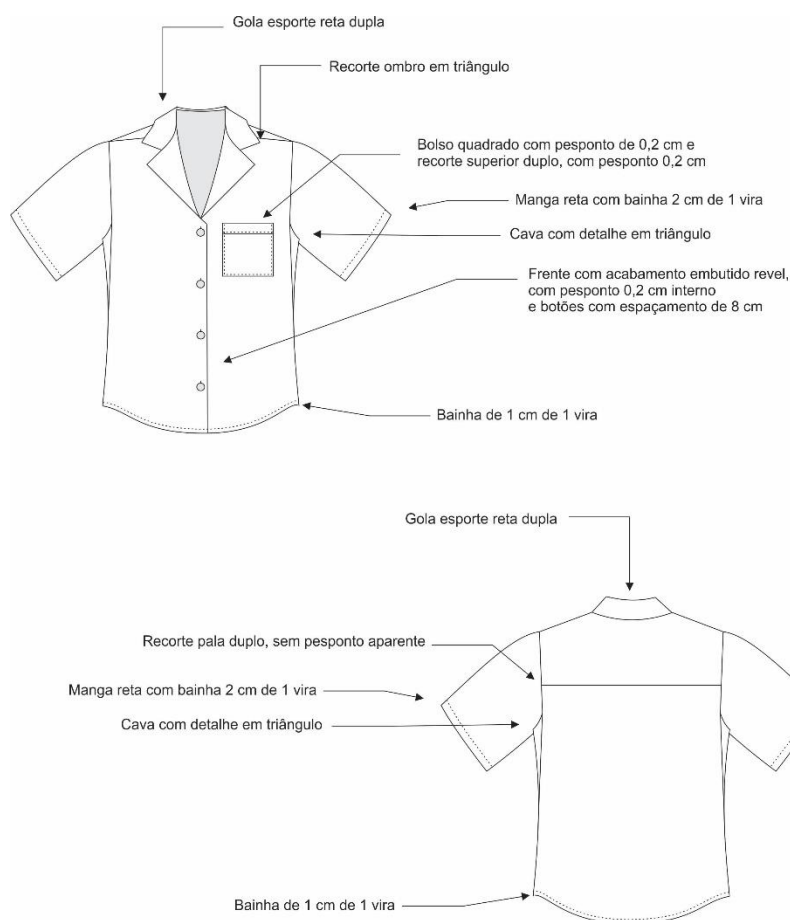 Gola esporte reta dupla
Recorte ombro em triângulo
Bolso quadrado com pesponto de 0,2 cm e
recorte superior duplo, com pesponto 0,2 cm
Manga reta com bainha 2 cm de 1 vira
Cava com detalhe em triângulo
Frente com acabamento embutido revel,
com pesponto 0,2 cm interno
e botões com espaçamento de 8 cm
Bainha de 1 cm de 1 vira
Gola esporte reta dupla
Recorte pala duplo, sem pesponto aparente
Manga reta com bainha 2 cm de 1 vira
Cava com detalhe em triângulo
Bainha de 1 cm de 1 vira